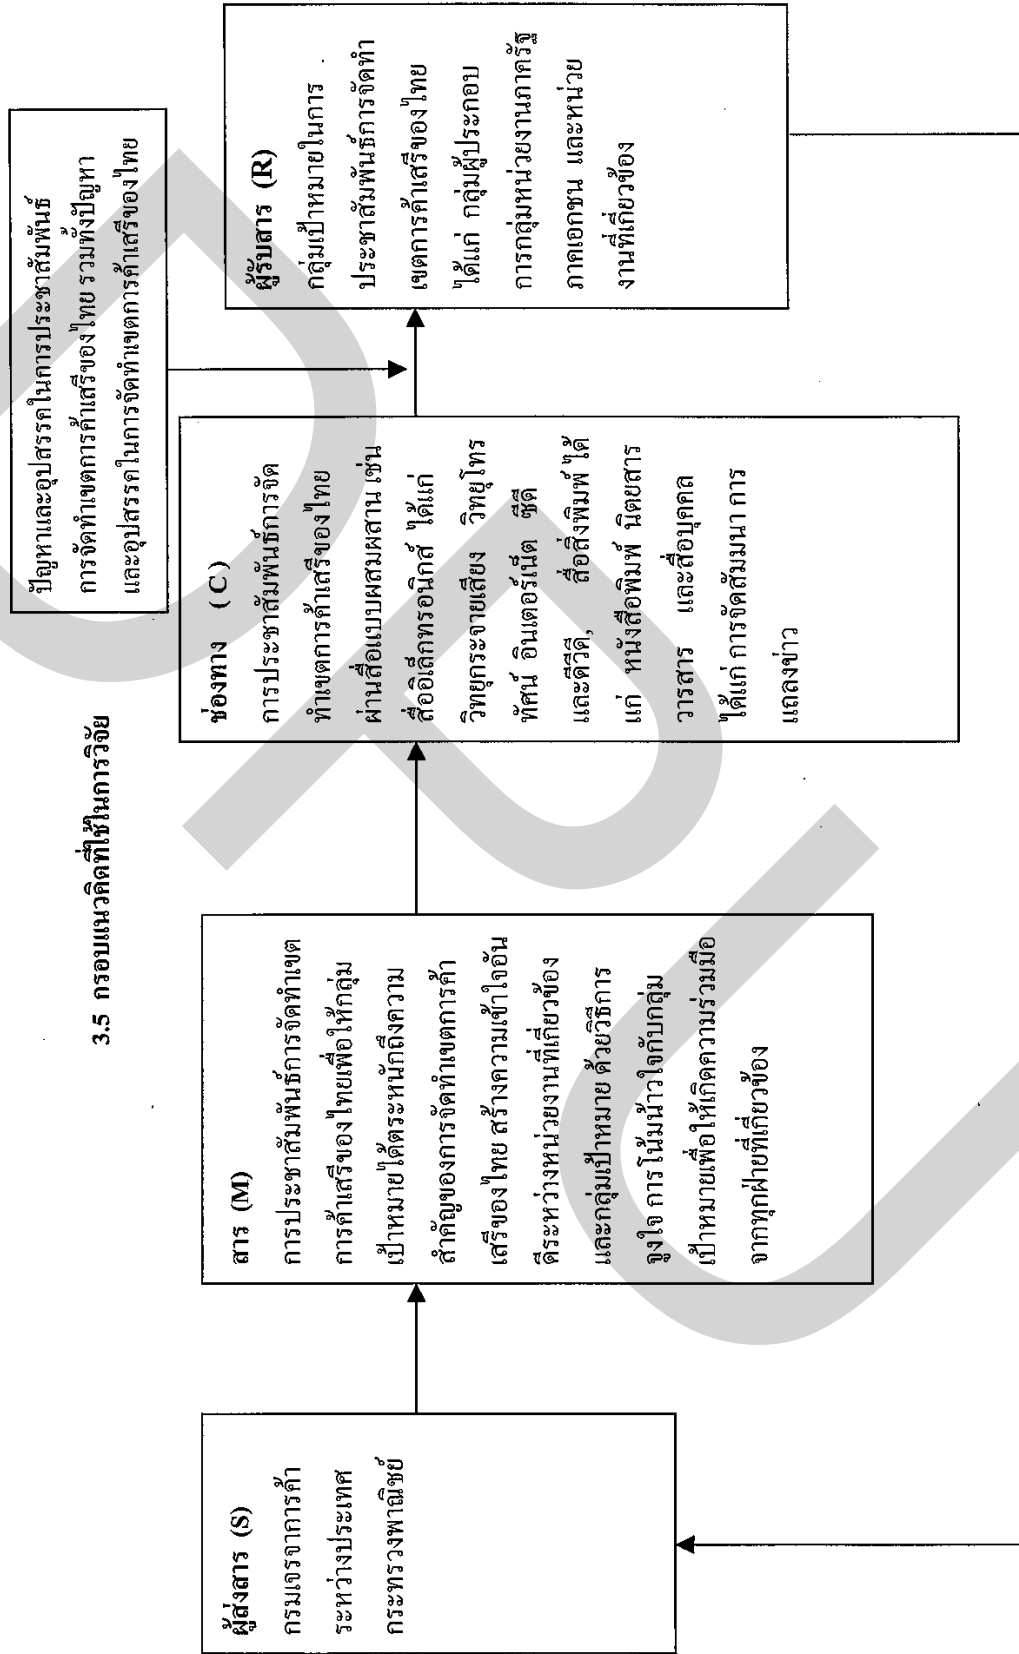 3.5 กรอบแนวคิดที่ใช้ในการวิจัย
ผู้ส่งสาร (S)
กรมเจรจาการค้า
ระหว่างประเทศ
กระทรวงพาณิชย์
สาร (M)
การประชาสัมพันธ์การจัดทำเขต
การค้าเสรีของไทยเพื่อให้กลุ่ม
เป้าหมายได้ตระหนักถึงความ
สำคัญของการจัดทำเขตการค้า
เสรีของไทย สร้างความเข้าใจอัน
ดีระหว่างหน่วยงานที่เกี่ยวข้อง
และกลุ่มเป้าหมาย ด้วยวิธีการ
จูงใจ การโน้มน้าวใจกับกลุ่ม
เป้าหมายเพื่อให้เกิดความร่วมมือ
จากทุกฝ่ายที่เกี่ยวข้อง
ช่องทาง (C)
การประชาสัมพันธ์การจัด
ทำเขตการค้าเสรีของไทย
ผ่านสื่อแบบผสมผสาน เช่น
สื่ออิเล็กทรอนิกส์ ได้แก่
วิทยุกระจายเสียง วิทยุโทร
ทัศน์ อินเตอร์เน็ต ซีดี
และดีวีดี, สื่อสิ่งพิมพ์ ได้
แก่ หนังสือพิมพ์ นิตยสาร
วารสาร และสื่อบุคคล
ได้แก่ การจัดสัมมนา การ
แถลงข่าว
ปัญหาและอุปสรรคในการประชาสัมพันธ์
การจัดทำเขตการค้าเสรีของไทย รวมทั้งปัญหา
และอุปสรรคในการจัดทำเขตการค้าเสรีของไทย
ผู้รับสาร (R)
กลุ่มเป้าหมายในการ
ประชาสัมพันธ์การจัดทำ
เขตการค้าเสรีของไทย
ได้แก่ กลุ่มผู้ประกอบ
การกลุ่มหน่วยงานภาครัฐ
ภาคเอกชน และหน่วย
งานที่เกี่ยวข้อง